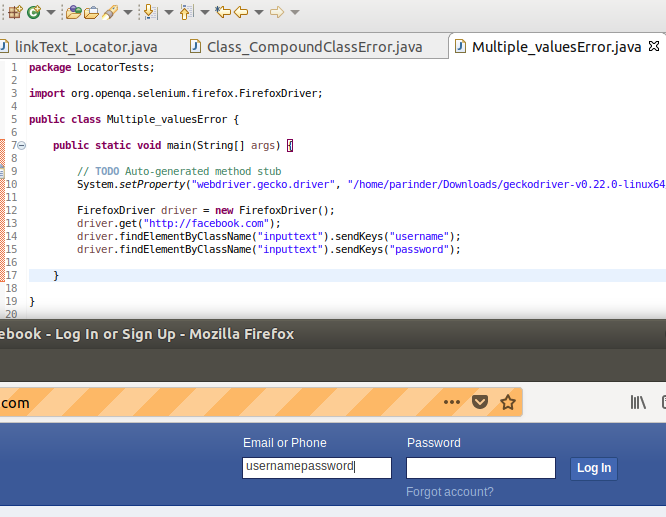 linkText_Locator.java
Class_CompoundClassError.java
Multiple_valuesError.java
1 package LocatorTests;
2
3 import org.openqa.selenium.firefox.FirefoxDriver;
4
5 public class Multiple_valuesError {
6
7 public static void main(String[] args) {
8
9 // TODO Auto-generated method stub
10 System.setProperty("webdriver.gecko.driver", "/home/parinder/Downloads/geckodriver-v0.22.0-linux64
11
12 FirefoxDriver driver = new FirefoxDriver();
13 driver.get("http://facebook.com");
14 driver.findElementByClassName("inputtext").sendKeys("username");
15 driver.findElementByClassName("inputtext").sendKeys("password");
16
17 }
18
19 }
20
ebook - Log In or Sign Up - Mozilla Firefox
com
Email or Phone Password
usernamepassword Log In
Forgot account?